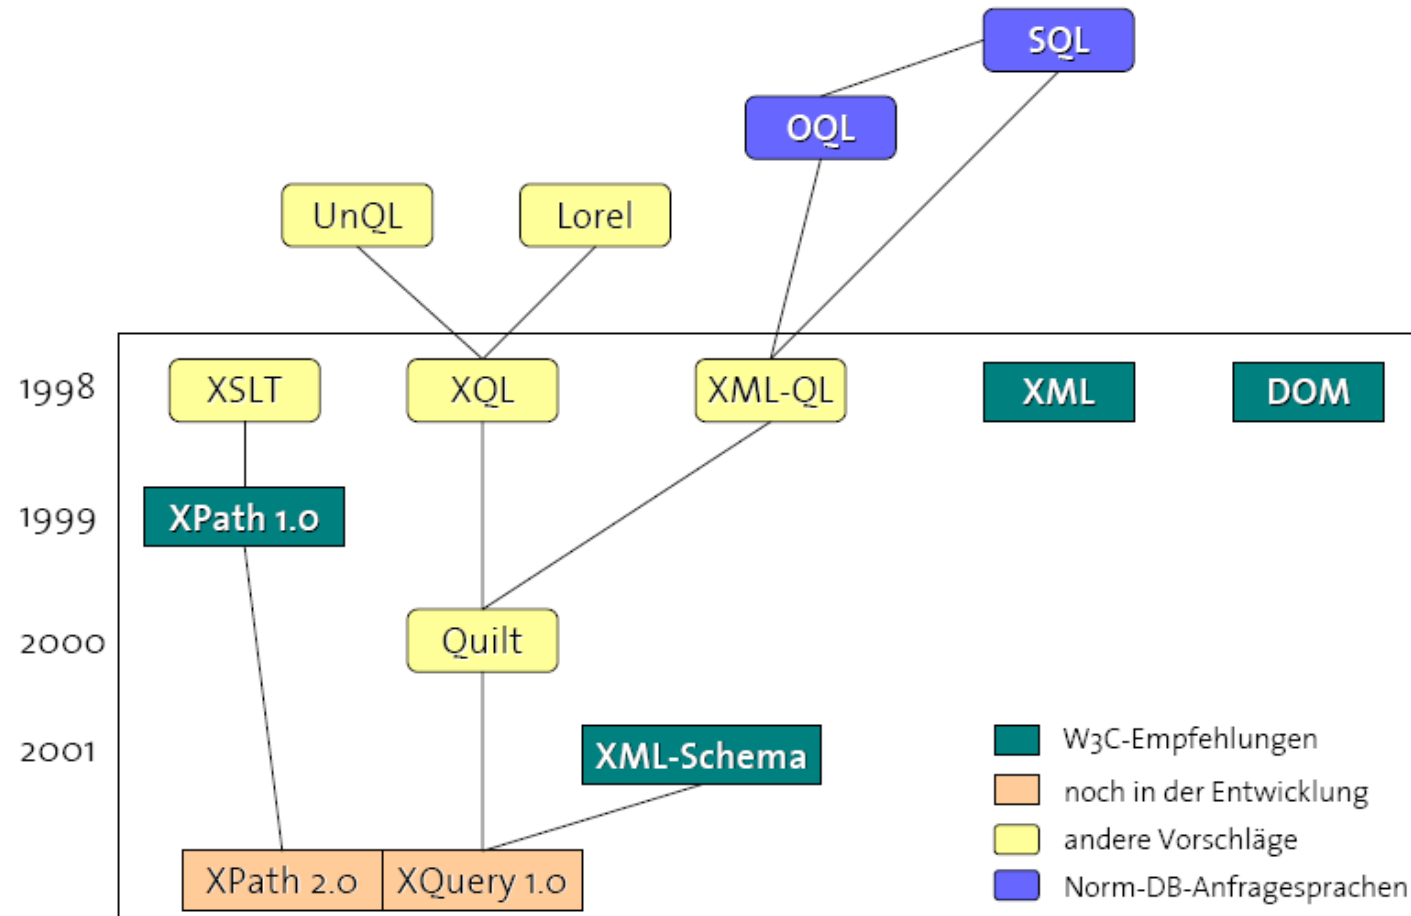 SQL
OQL
UnQL
Lorel
1998
XSLT
XQL
XML-QL
XML
DOM
1999
XPath 1.0
2000
Quilt
2001
XML-Schema
W3C-Empfehlungen
noch in der Entwicklung
andere Vorschläge
XPath 2.0
XQuery 1.0
Norm-DB-Anfragesprachen